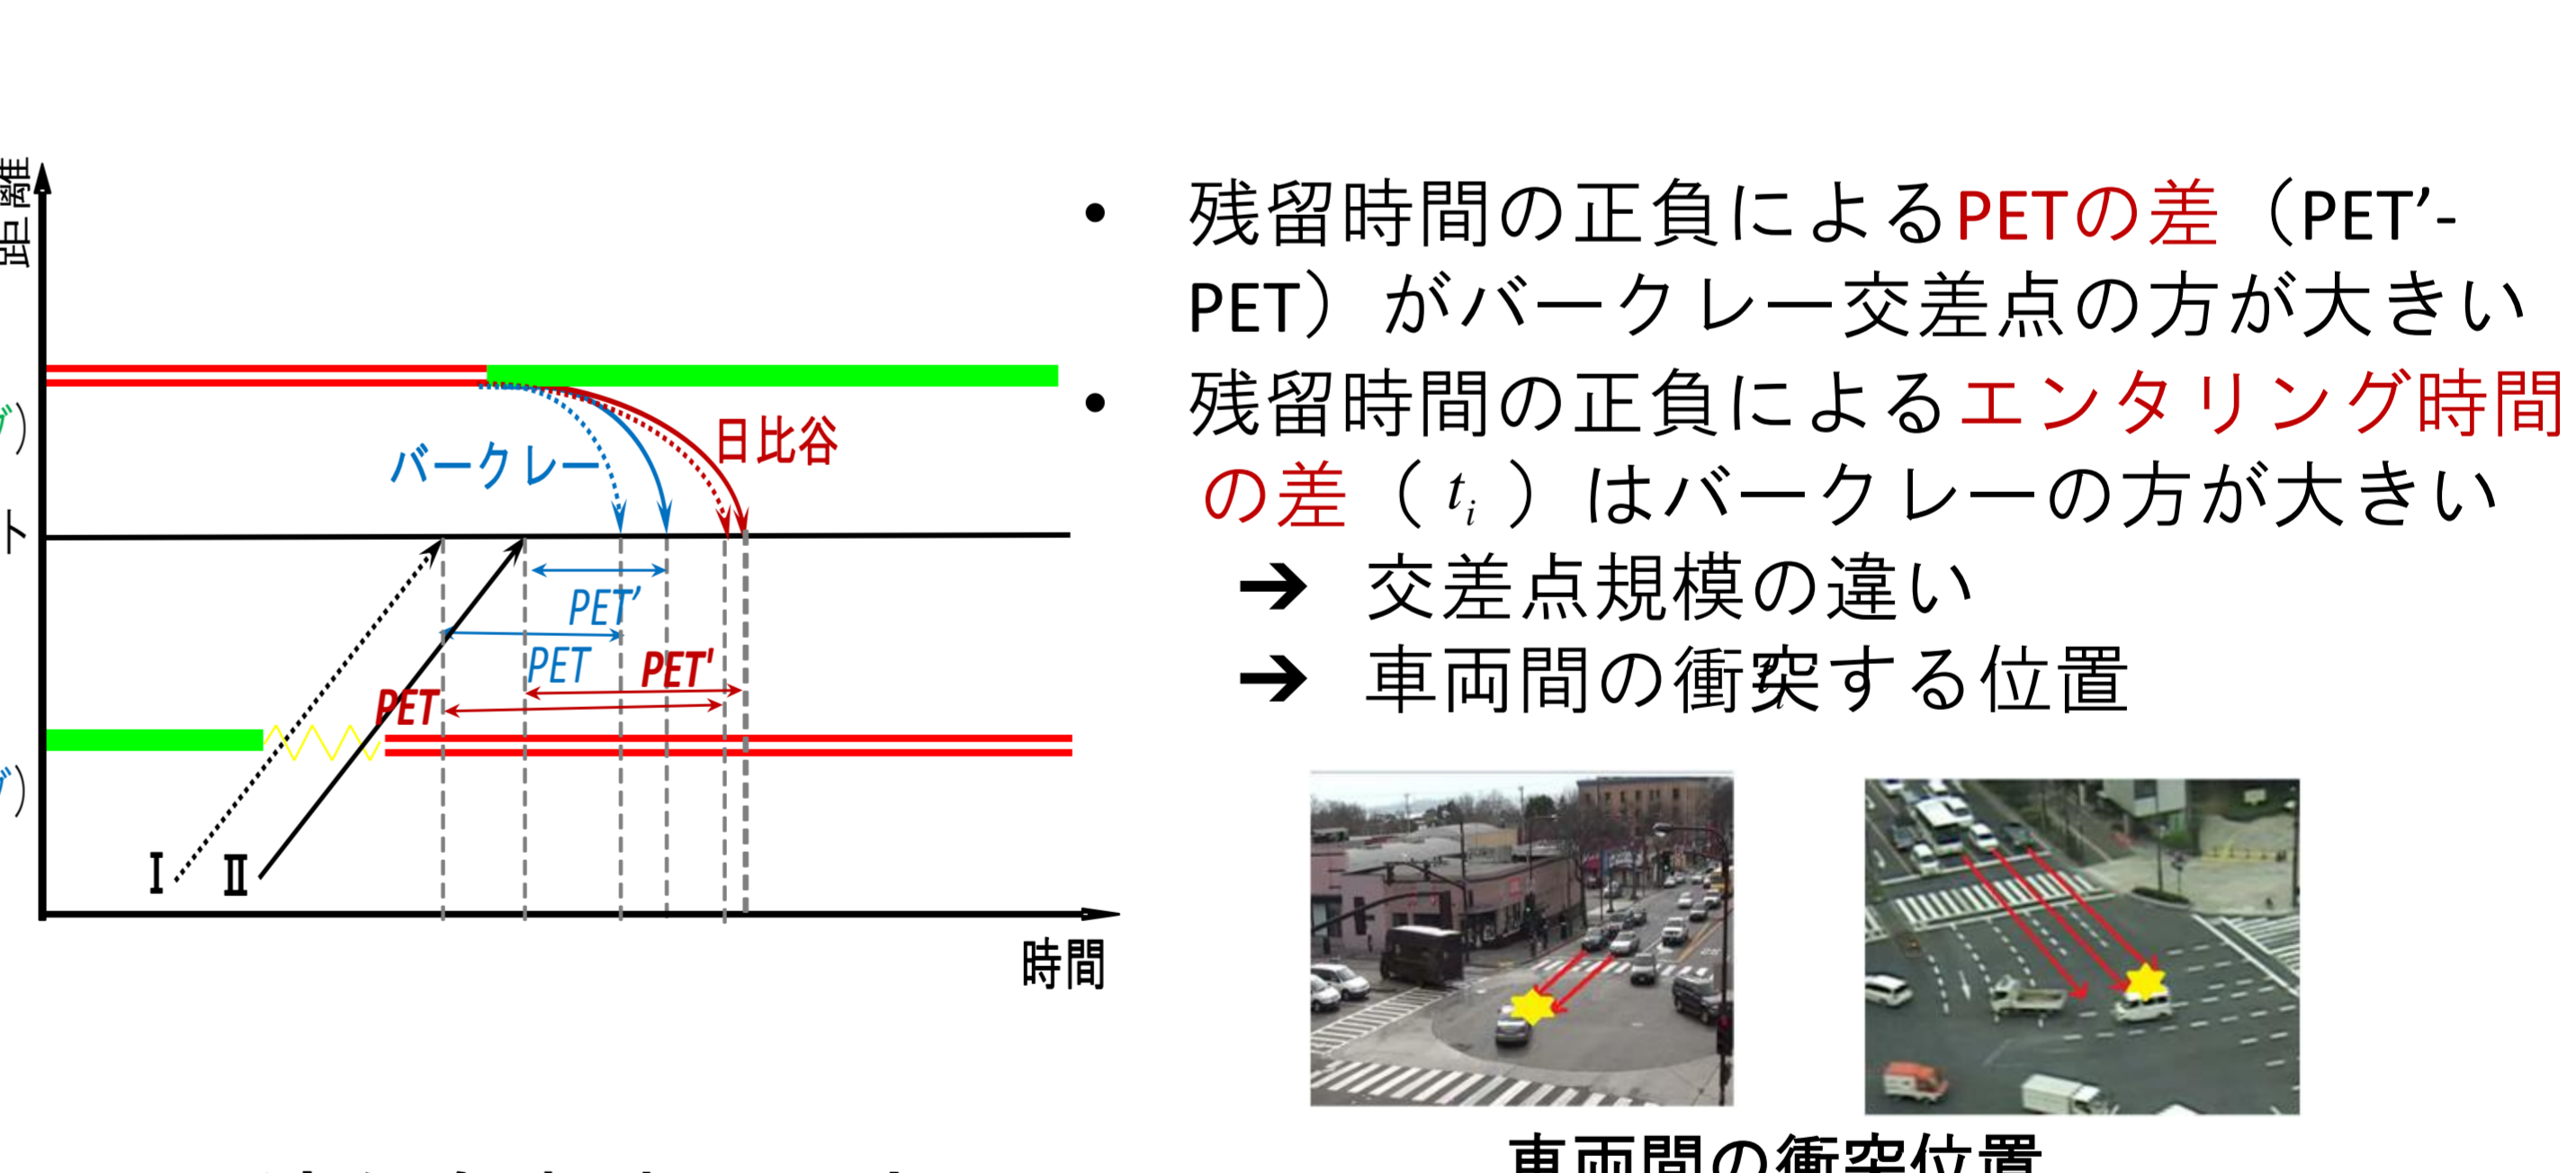 距離
バークレー
日比谷
PET'
PET
PET'
PET
I
II
時間
• 残留時間の正負によるPETの差（PET’-
PET）がバークレー交差点の方が大きい
• 残留時間の正負によるエンタリング時間
の差（ tᵢ ）はバークレーの方が大きい
➔ 交差点規模の違い
➔ 車両間の衝突する位置
車両間の衝突位置